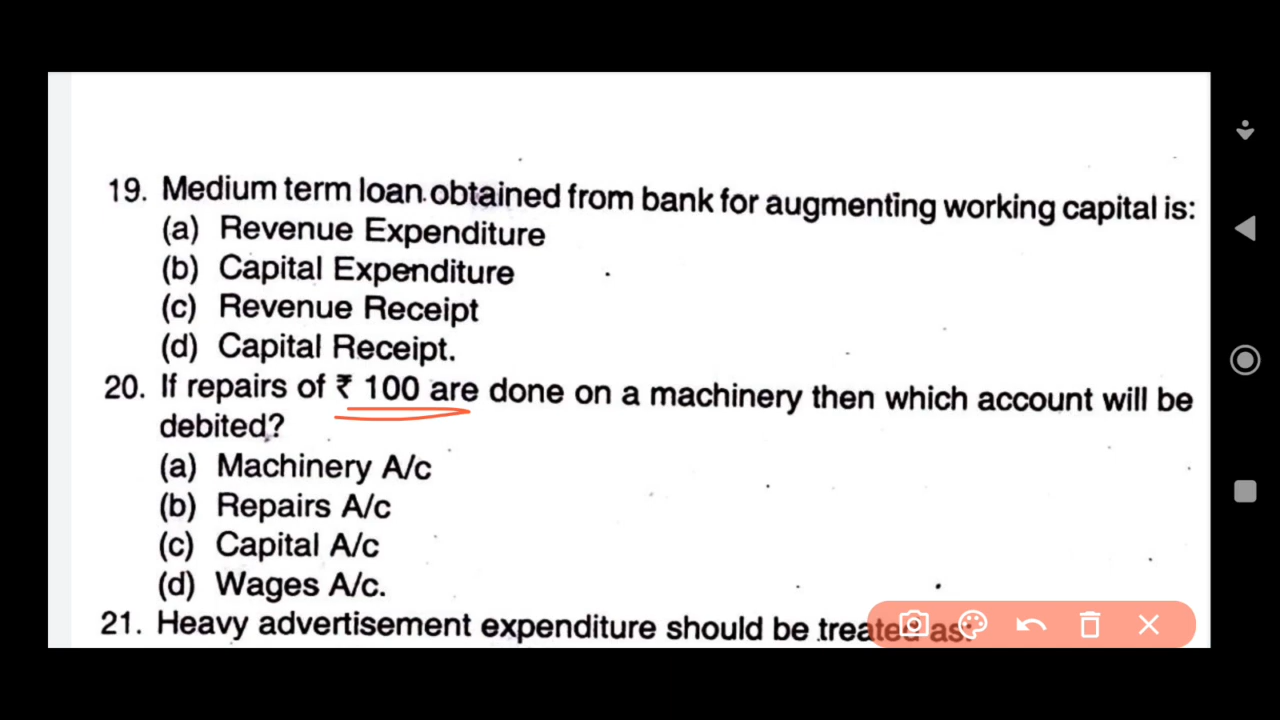 19. Medium term loan obtained from bank for augmenting working capital is:
(a) Revenue Expenditure
(b) Capital Expenditure
(c) Revenue Receipt
(d) Capital Receipt.
20. If repairs of ₹ 100 are done on a machinery then which account will be
debited?
(a) Machinery A/c
(b) Repairs A/c
(c) Capital A/c
(d) Wages A/c.
21. Heavy advertisement expenditure should be treated as: